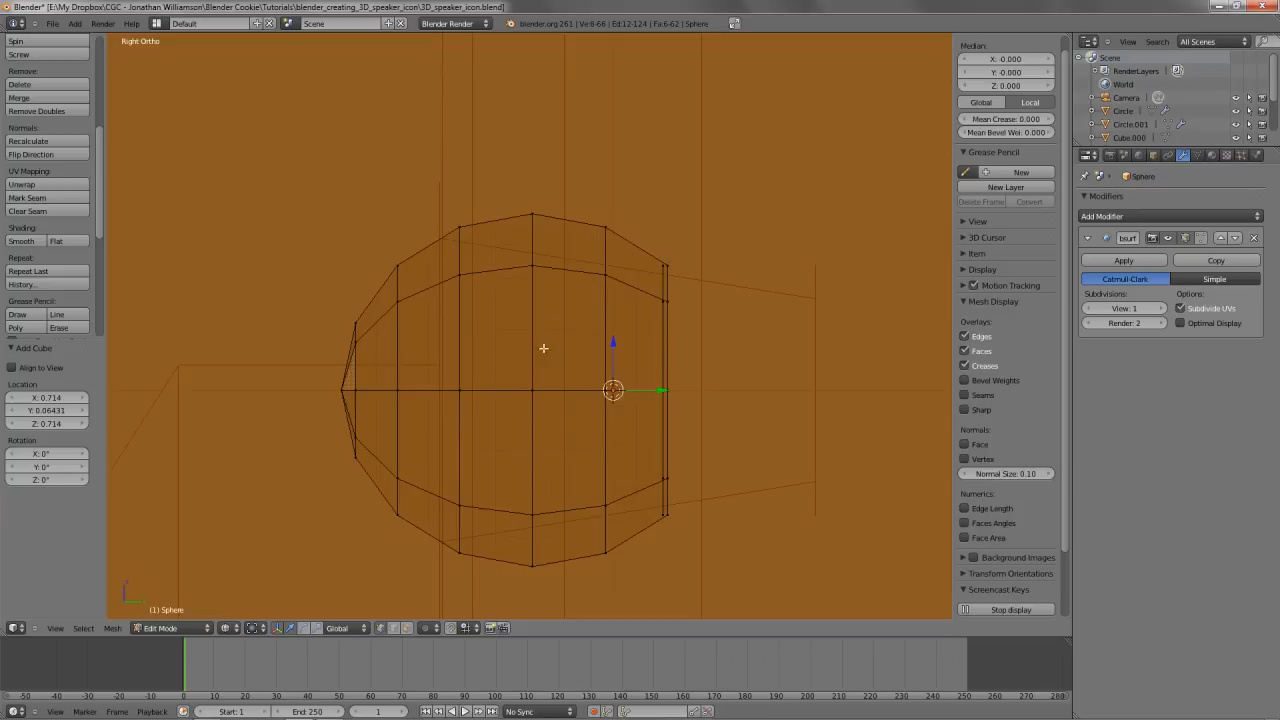 Blender* [E:\My Dropbox\CGC - Jonathan Williamson\Blender Cookie\Tutorials\blender_creating_3D_speaker_icon\3D_speaker_icon.blend]
File Add Render Help Default Scene Blender Render blender.org 261 | Ve:8-66 | Ed:12-124 | Fa:6-62 | Sphere
Spin
Screw
Remove:
Delete
Merge
Remove Doubles
Normals:
Recalculate
Flip Direction
UV Mapping:
Unwrap
Mark Seam
Clear Seam
Shading:
Smooth Flat
Repeat:
Repeat Last
History...
Grease Pencil:
Draw Line
Poly Erase
Add Cube
Align to View
Location
X: 0.714
Y: 0.06431
Z: 0.714
Rotation
X: 0°
Y: 0°
Z: 0°
Right Ortho
(1) Sphere
Median:
X: -0.000
Y: -0.000
Z: 0.000
Global Local
Mean Crease: 0.000
Mean Bevel Wei: 0.000
Grease Pencil
New
New Layer
Delete Frame Convert
View
3D Cursor
Item
Display
Motion Tracking
Mesh Display
Overlays:
Edges
Faces
Creases
Bevel Weights
Seams
Sharp
Normals:
Face
Vertex
Normal Size: 0.10
Numerics:
Edge Length
Faces Angles
Face Area
Background Images
Transform Orientations
Screencast Keys
Stop display
View Search All Scenes
Scene
RenderLayers
World
Camera
Circle
Circle.001
Cube.000
Sphere
Modifiers
Add Modifier
bsurf
Apply Copy
Catmull-Clark Simple
Subdivisions: Options:
View: 1 Subdivide UVs
Render: 2 Optimal Display
View Select Mesh Edit Mode Global
-50 -40 -30 -20 -10 0 10 20 30 40 50 60 70 80 90 100 110 120 130 140 150 160 170 180 190 200 210 220 230 240 250 260 270 280
View Marker Frame Playback Start: 1 End: 250 1 No Sync